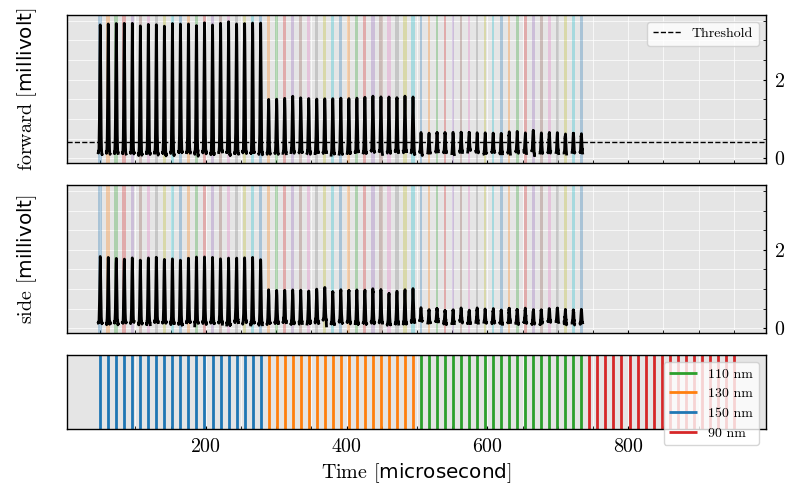 forward [millivolt]
Threshold
2
0
side [millivolt]
2
0
110 nm
130 nm
150 nm
90 nm
200
400
600
800
Time [microsecond]